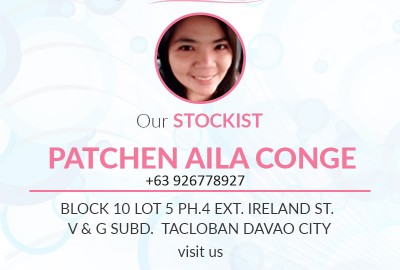 Our STOCKIST
PATCHEN AILA CONGE
+63 926778927
BLOCK 10 LOT 5 PH.4 EXT. IRELAND ST.
V & G SUBD. TACLOBAN DAVAO CITY
visit us